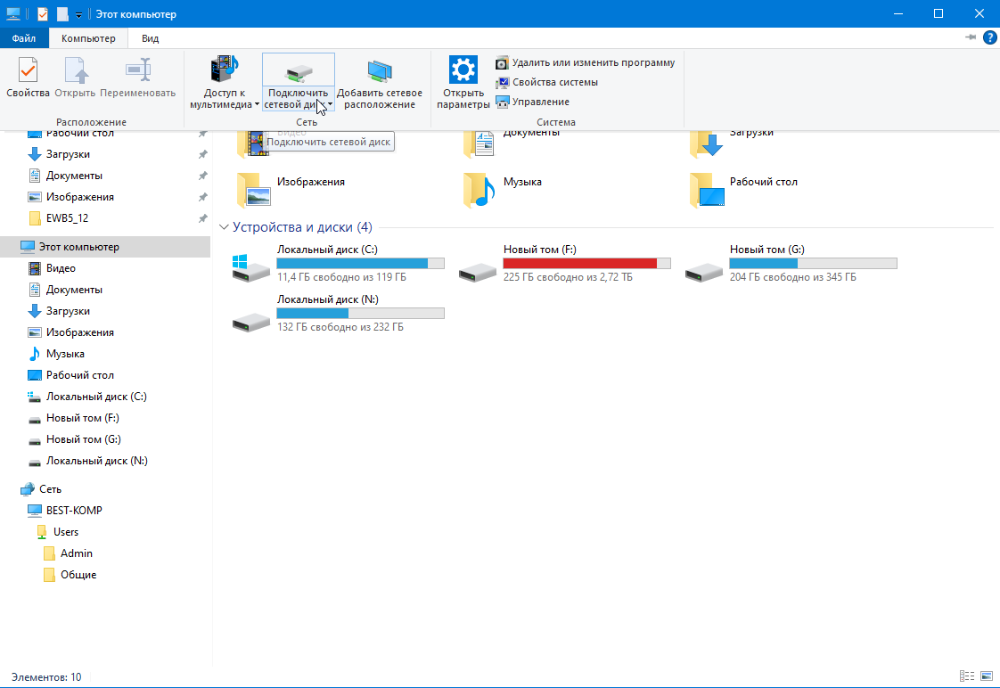 Этот компьютер
Файл
Компьютер
Вид
Свойства
Открыть
Переименовать
Расположение
Доступ к
мультимедиа
Подключить
сетевой диск
Добавить сетевое
расположение
Сеть
Открыть
параметры
Удалить или изменить программу
Свойства системы
Управление
Система
Подключить сетевой диск
Рабочий стол
Загрузки
Документы
Изображения
EWB5_12
Этот компьютер
Видео
Документы
Загрузки
Изображения
Музыка
Рабочий стол
Локальный диск (C:)
Новый том (F:)
Новый том (G:)
Локальный диск (N:)
Сеть
BEST-KOMP
Users
Admin
Общие
Видео
Документы
Загрузки
Изображения
Музыка
Рабочий стол
Устройства и диски (4)
Локальный диск (C:)
11,4 ГБ свободно из 119 ГБ
Новый том (F:)
225 ГБ свободно из 2,72 ТБ
Новый том (G:)
204 ГБ свободно из 345 ГБ
Локальный диск (N:)
132 ГБ свободно из 232 ГБ
Элементов: 10